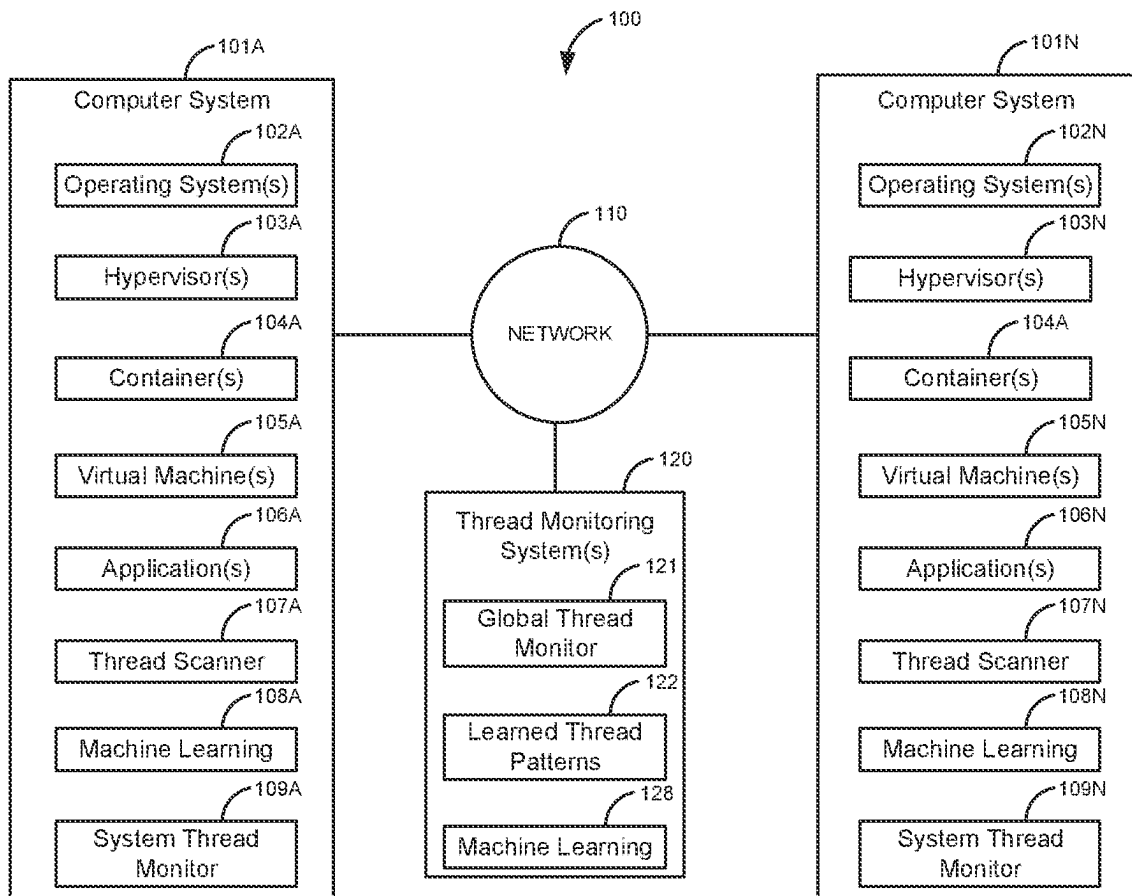 100
101A
Computer System
102A
Operating System(s)
103A
Hypervisor(s)
104A
Container(s)
105A
Virtual Machine(s)
106A
Application(s)
107A
Thread Scanner
108A
Machine Learning
109A
System Thread
Monitor
110
NETWORK
120
Thread Monitoring
System(s)
121
Global Thread
Monitor
122
Learned Thread
Patterns
128
Machine Learning
101N
Computer System
102N
Operating System(s)
103N
Hypervisor(s)
104A
Container(s)
105N
Virtual Machine(s)
106N
Application(s)
107N
Thread Scanner
108N
Machine Learning
109N
System Thread
Monitor